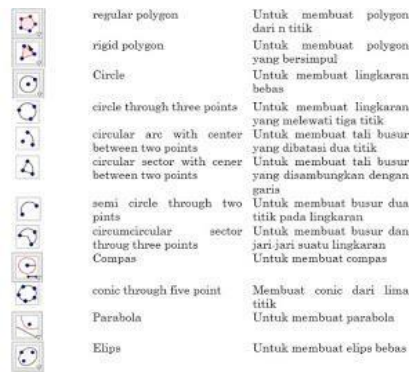 regular polygon Untuk membuat polygon
dari n titik
rigid polygon Untuk membuat polygon
yang bersimpul
Circle Untuk membuat lingkaran
bebas
circle through three points Untuk membuat lingkaran
yang melewati tiga titik
circular arc with center Untuk membuat tali busur
between two points yang dibatasi dua titik
circular sector with cener Untuk membuat tali busur
between two points yang disambungkan dengan
garis
semi circle through two Untuk membuat busur dua
pints titik pada lingkaran
circumcircular sector Untuk membuat busur dan
throug three points jari-jari suatu lingkaran
Compas Untuk membuat compas
conic through five point Membuat conic dari lima
titik
Parabola Untuk membuat parabola
Elips Untuk membuat elips bebas